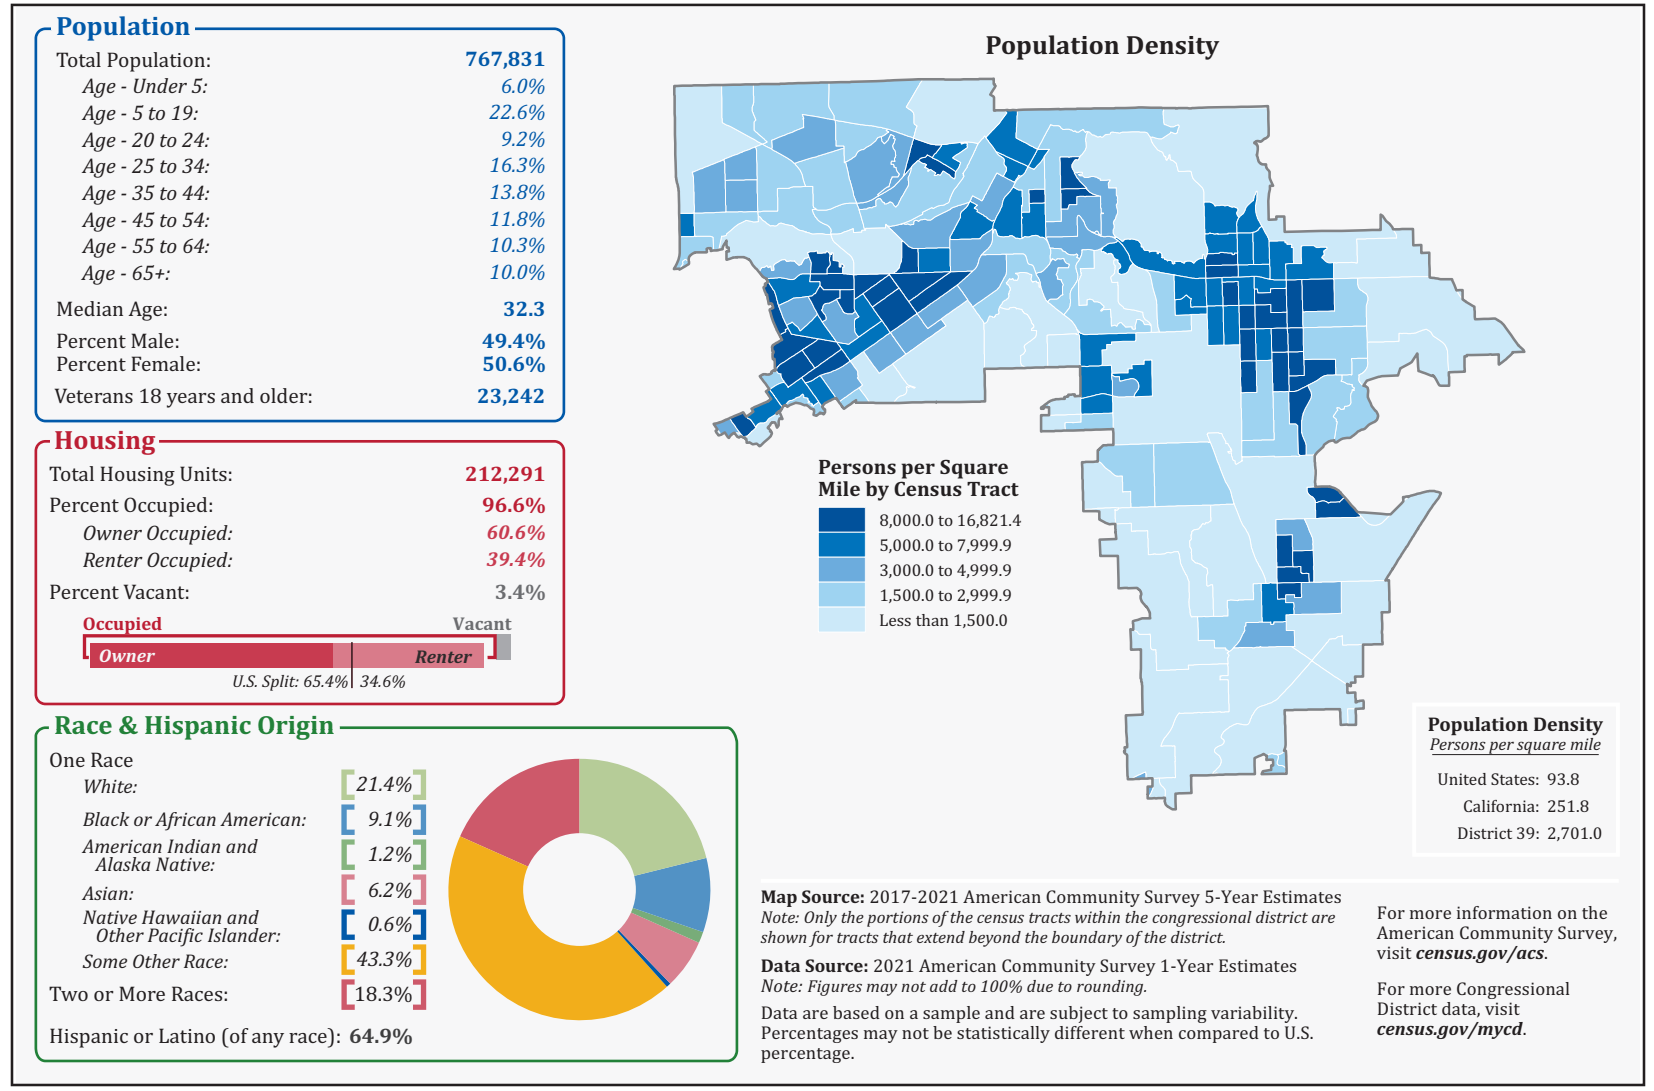 Population
Total Population: 767,831
Age - Under 5: 6.0%
Age - 5 to 19: 22.6%
Age - 20 to 24: 9.2%
Age - 25 to 34: 16.3%
Age - 35 to 44: 13.8%
Age - 45 to 54: 11.8%
Age - 55 to 64: 10.3%
Age - 65+: 10.0%
Median Age: 32.3
Percent Male: 49.4%
Percent Female: 50.6%
Veterans 18 years and older: 23,242
Housing
Total Housing Units: 212,291
Percent Occupied: 96.6%
Owner Occupied: 60.6%
Renter Occupied: 39.4%
Percent Vacant: 3.4%
Occupied Vacant
Owner Renter
U.S. Split: 65.4% 34.6%
Race & Hispanic Origin
One Race
White: 21.4%
Black or African American: 9.1%
American Indian and
Alaska Native: 1.2%
Asian: 6.2%
Native Hawaiian and
Other Pacific Islander: 0.6%
Some Other Race: 43.3%
Two or More Races: 18.3%
Hispanic or Latino (of any race): 64.9%
Population Density
Persons per Square
Mile by Census Tract
8,000.0 to 16,821.4
5,000.0 to 7,999.9
3,000.0 to 4,999.9
1,500.0 to 2,999.9
Less than 1,500.0
Population Density
Persons per square mile
United States: 93.8
California: 251.8
District 39: 2,701.0
Map Source: 2017-2021 American Community Survey 5-Year Estimates
Note: Only the portions of the census tracts within the congressional district are
shown for tracts that extend beyond the boundary of the district.
Data Source: 2021 American Community Survey 1-Year Estimates
Note: Figures may not add to 100% due to rounding.
Data are based on a sample and are subject to sampling variability.
Percentages may not be statistically different when compared to U.S.
percentage.
For more information on the
American Community Survey,
visit census.gov/acs.
For more Congressional
District data, visit
census.gov/mycd.